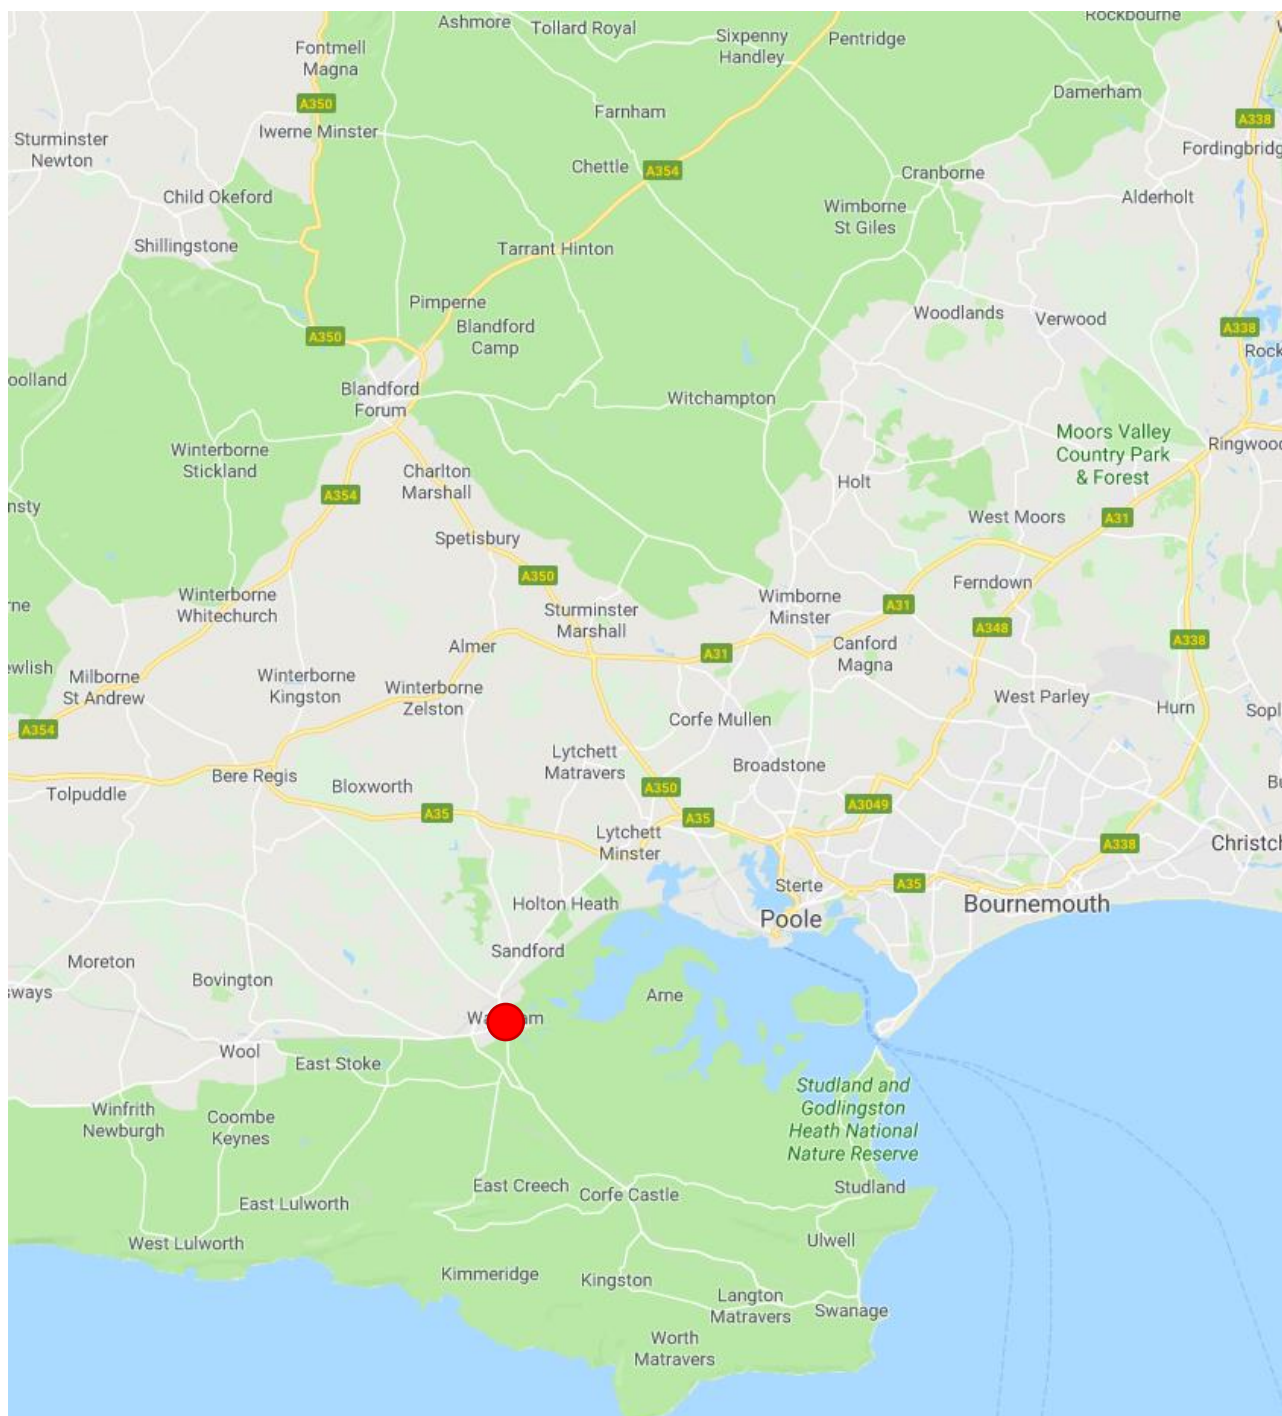 Ashmore
Tollard Royal
Rockbourne
Sixpenny
Handley
Pentridge
Fontmell
Magna
A350
Damerham
Farnham
A338
Iwerne Minster
Sturminster
Newton
Fordingbridg
Chettle
A354
Cranborne
Child Okeford
Alderholt
Wimborne
St Giles
Shillingstone
Tarrant Hinton
Pimperne
Woodlands
Verwood
A338
Blandford
Camp
A350
Rock
oolland
Blandford
Forum
Witchampton
Moors Valley
Country Park
& Forest
Ringwood
Winterborne
Stickland
Charlton
Marshall
Holt
A354
nsty
West Moors
A31
Spetisbury
A350
Ferndown
Winterborne
Whitechurch
Wimborne
Minster
A31
rne
Sturminster
Marshall
A348
A338
Almer
Canford
Magna
A31
ewlish
Milborne
St Andrew
Winterborne
Kingston
Winterborne
Zelston
West Parley
Hurn
Sopl
Corfe Mullen
A354
Lytchett
Matravers
Broadstone
Bere Regis
Bloxworth
A350
Tolpuddle
Bu
A35
A35
A3049
Lytchett
Minster
A338
Christch
Sterte
A35
Holton Heath
Poole
Bournemouth
Sandford
Moreton
Bovington
sways
Arne
Wool
East Stoke
Studland and
Godlingston
Heath National
Nature Reserve
Winfrith
Newburgh
Coombe
Keynes
East Creech
Corfe Castle
Studland
East Lulworth
West Lulworth
Ulwell
Kimmeridge
Kingston
Langton
Matravers
Swanage
Worth
Matravers